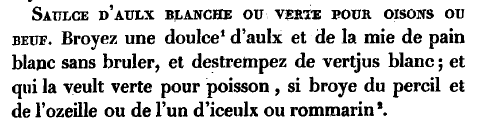 Saulce d'aulx blanche ou verte pour oisons ou
beuf. Broyez une doulce¹ d'aulx et de la mie de pain
blanc sans bruler, et destrempez de vertjus blanc; et
qui la veult verte pour poisson, si broye du percil et
de l'ozeille ou de l'un d'iceulx ou rommarin².